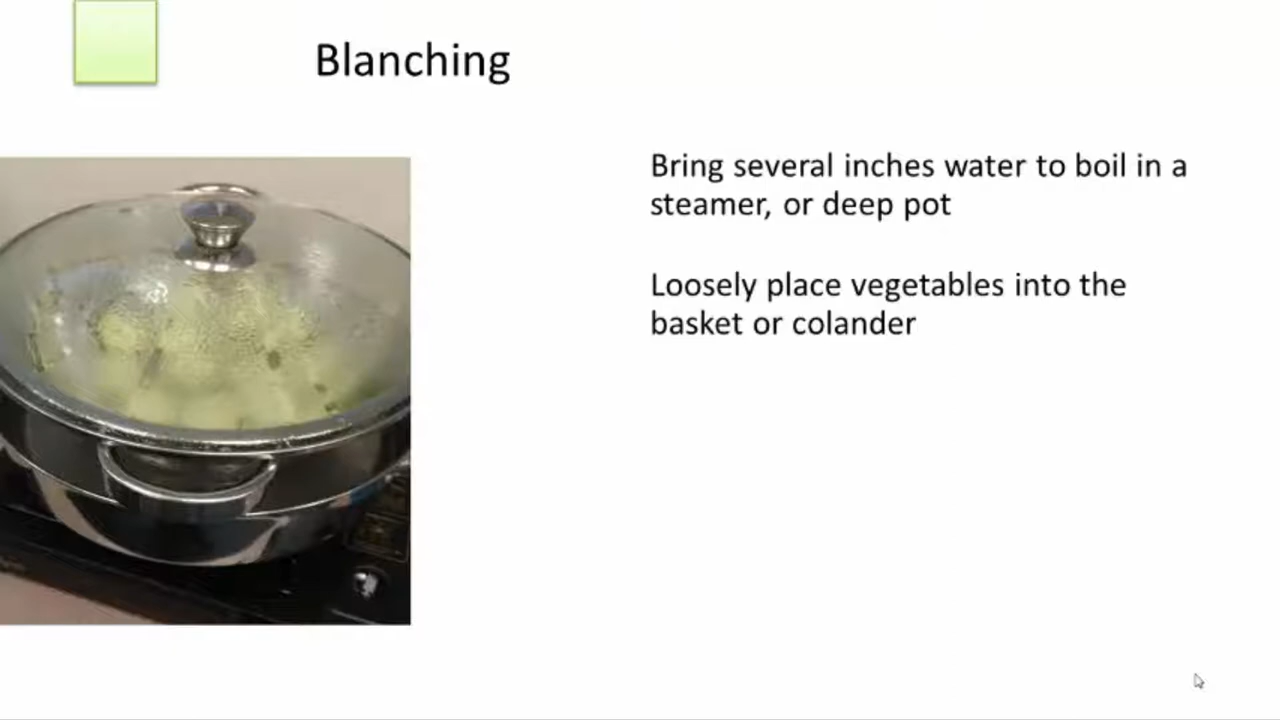 Blanching
Bring several inches water to boil in a
steamer, or deep pot
Loosely place vegetables into the
basket or colander